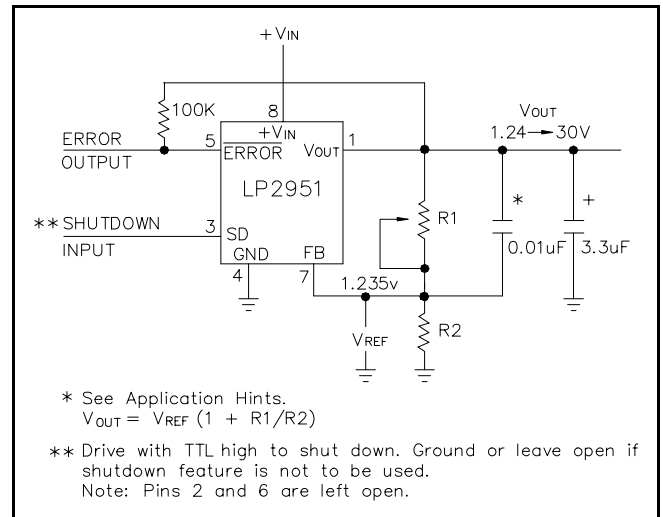 +VIN
100K
8
+VIN
VOUT
1.24→30V
ERROR
OUTPUT
5
ERROR
VOUT
1
LP2951
** SHUTDOWN
INPUT
3
SD
GND
FB
4
7
1.235v
R1
*
0.01uF
+
3.3uF
VREF
R2
* See Application Hints.
VOUT = VREF (1 + R1/R2)
** Drive with TTL high to shut down. Ground or leave open if
shutdown feature is not to be used.
Note: Pins 2 and 6 are left open.